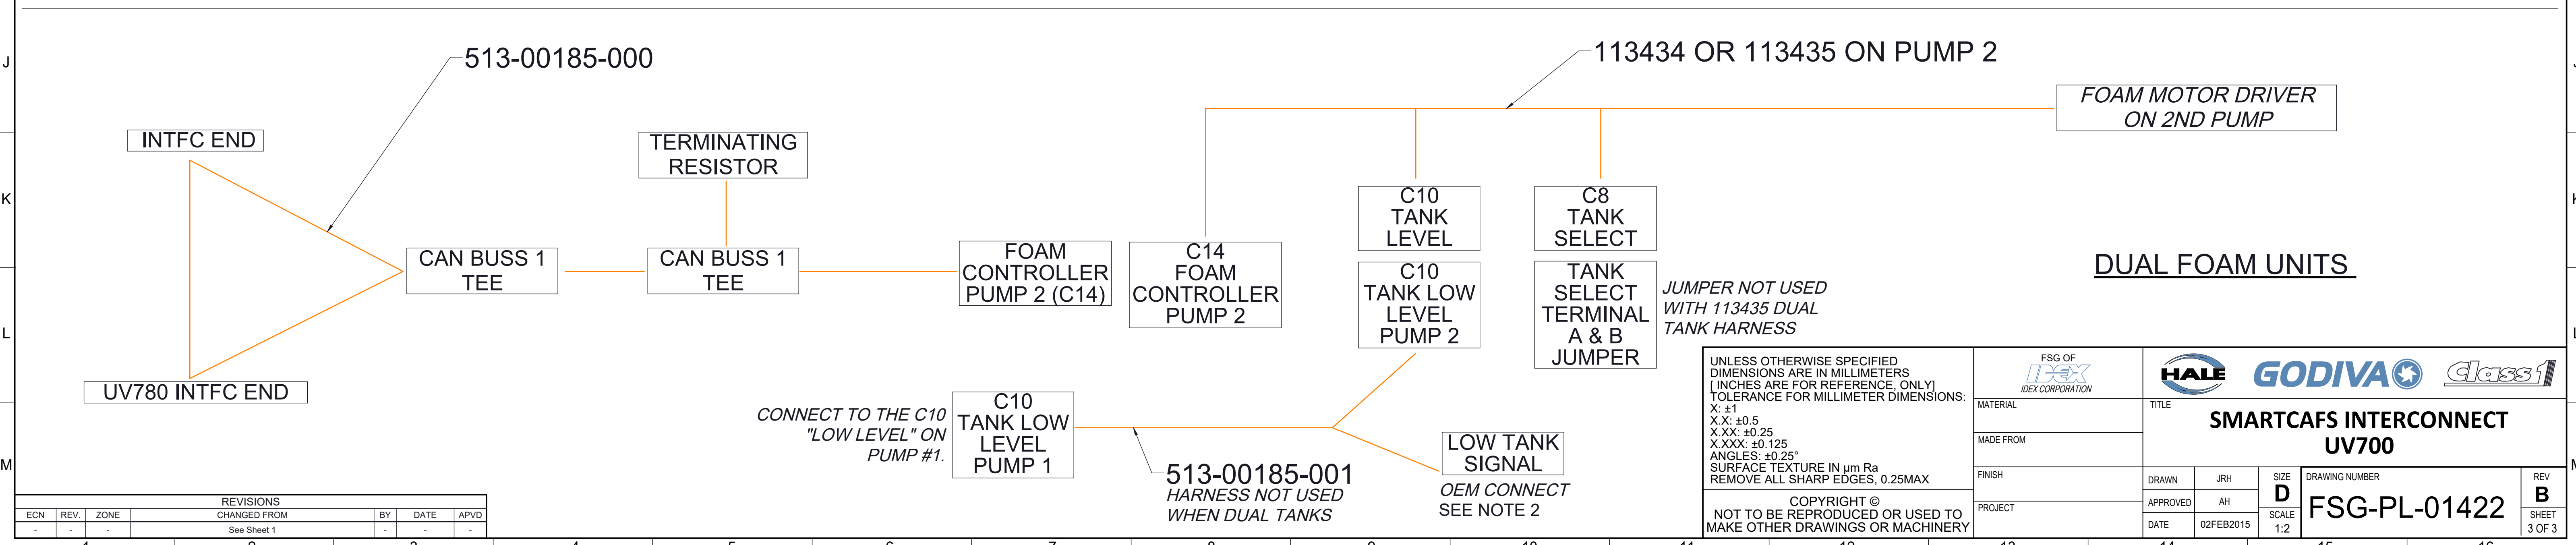 J
K
L
M
513-00185-000
INTFC END
UV780 INTFC END
CAN BUSS 1
TEE
TERMINATING
RESISTOR
CAN BUSS 1
TEE
FOAM
CONTROLLER
PUMP 2 (C14)
C14
FOAM
CONTROLLER
PUMP 2
113434 OR 113435 ON PUMP 2
FOAM MOTOR DRIVER
ON 2ND PUMP
C10
TANK
LEVEL
C8
TANK
SELECT
C10
TANK LOW
LEVEL
PUMP 2
TANK
SELECT
TERMINAL
A & B
JUMPER
JUMPER NOT USED
WITH 113435 DUAL
TANK HARNESS
DUAL FOAM UNITS
CONNECT TO THE C10
"LOW LEVEL" ON
PUMP #1.
C10
TANK LOW
LEVEL
PUMP 1
513-00185-001
HARNESS NOT USED
WHEN DUAL TANKS
LOW TANK
SIGNAL
OEM CONNECT
SEE NOTE 2
REVISIONS
ECN REV. ZONE CHANGED FROM BY DATE APVD
- - - See Sheet 1 - - -
UNLESS OTHERWISE SPECIFIED
DIMENSIONS ARE IN MILLIMETERS
[ INCHES ARE FOR REFERENCE, ONLY]
TOLERANCE FOR MILLIMETER DIMENSIONS:
X: ±1
X.X: ±0.5
X.XX: ±0.25
X.XXX: ±0.125
ANGLES: ±0.25°
SURFACE TEXTURE IN µm Ra
REMOVE ALL SHARP EDGES, 0.25MAX
COPYRIGHT ©
NOT TO BE REPRODUCED OR USED TO
MAKE OTHER DRAWINGS OR MACHINERY
FSG OF
IDEX
IDEX CORPORATION
MATERIAL
MADE FROM
FINISH
PROJECT
HALE
GODIVA
Class 1
TITLE
SMARTCAFS INTERCONNECT
UV700
DRAWN JRH
APPROVED AH
DATE 02FEB2015
SIZE
D
SCALE
1:2
DRAWING NUMBER
FSG-PL-01422
REV
B
SHEET
3 OF 3